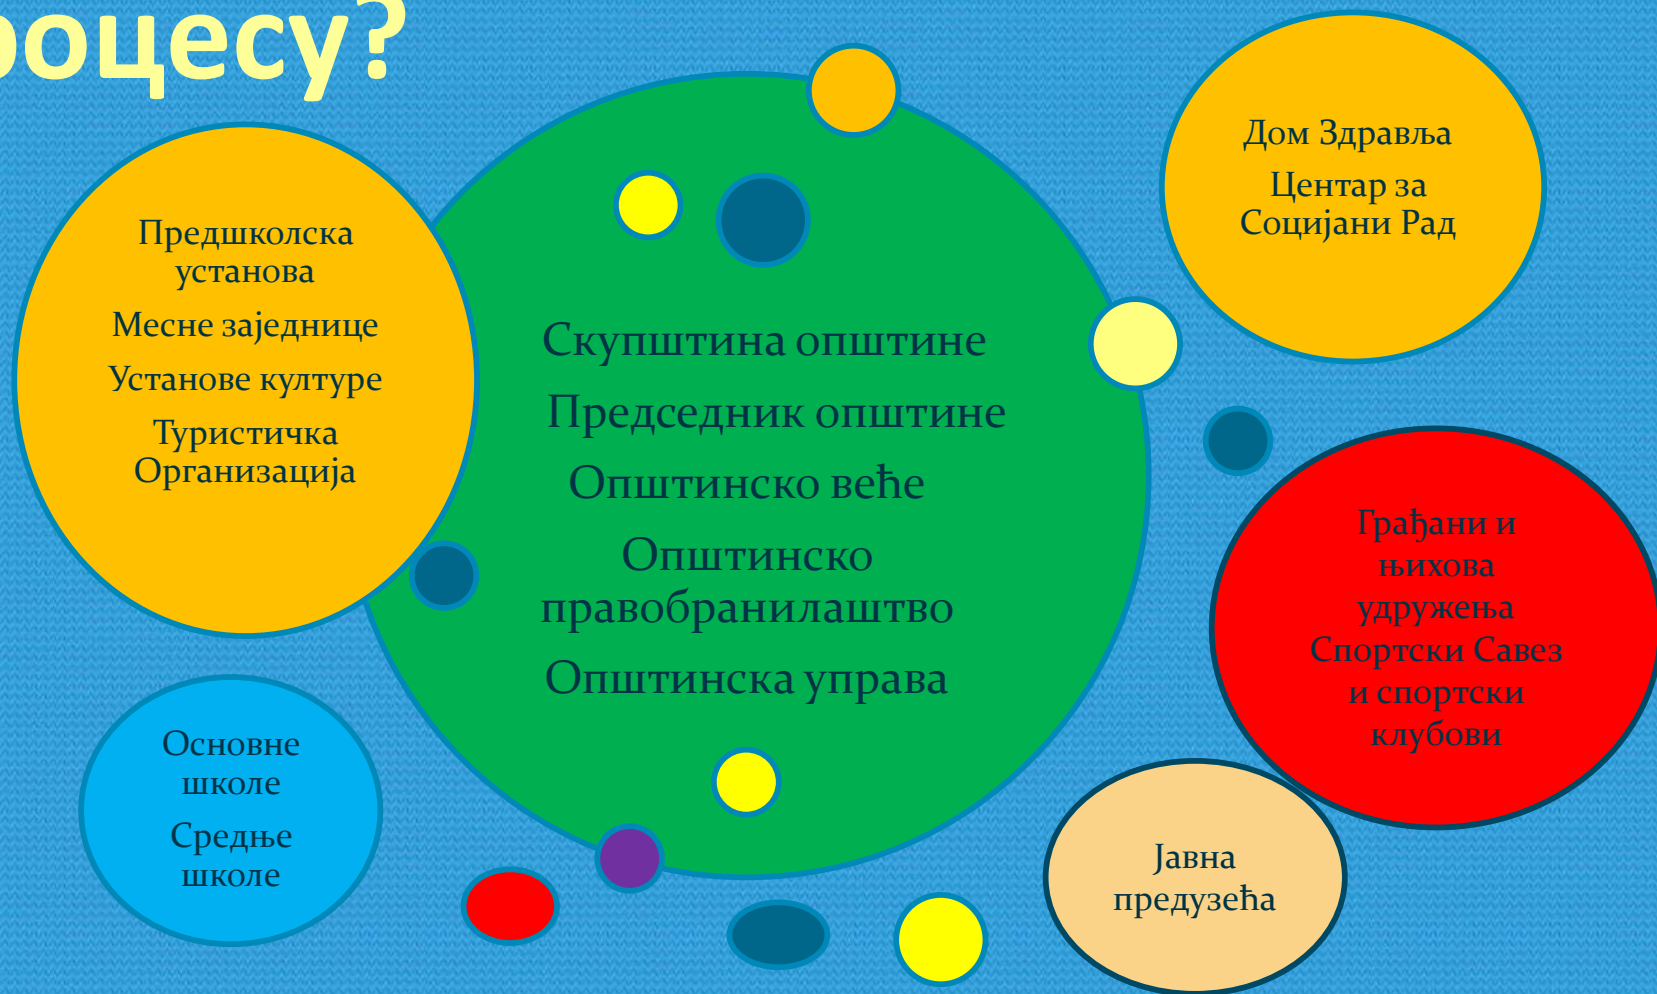 роцесу?
Предшколска
установа
Месне заједнице
Установе културе
Туристичка
Организација
Скупштина општине
Председник општине
Општинско веће
Општинско
правобранилаштво
Општинска управа
Дом Здравља
Центар за
Социјани Рад
Грађани и
њихова
удружења
Спортски Савез
и спортски
клубови
Основне
школе
Средње
школе
Јавна
предузећа